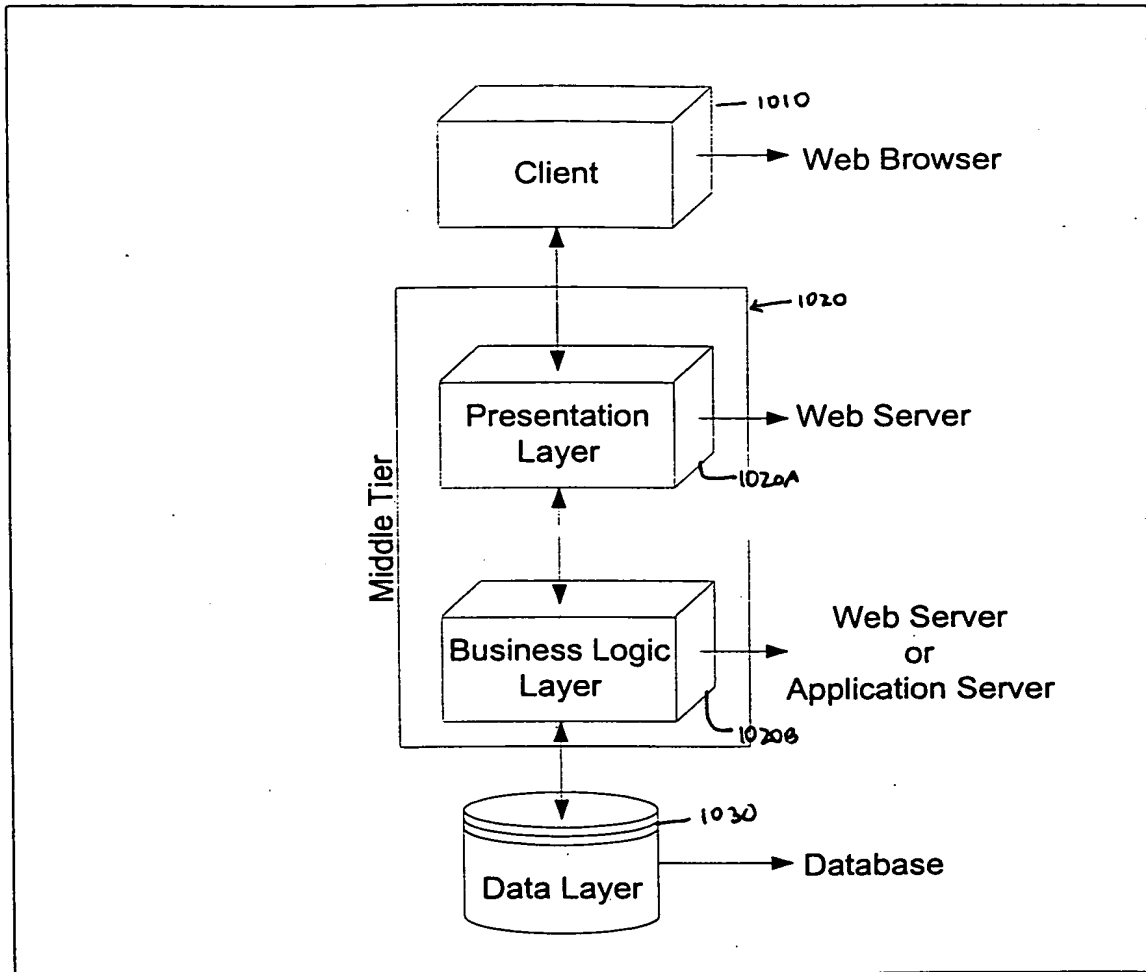 1010
Client
Web Browser
1020
Presentation
Layer
Web Server
1020A
Middle Tier
Business Logic
Layer
Web Server
or
Application Server
1020B
1030
Data Layer
Database